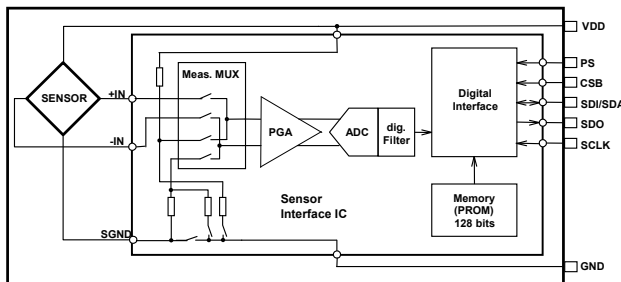 VDD
PS
CSB
SDI/SDA
SDO
SCLK
GND
SENSOR
+IN
-IN
SGND
Meas. MUX
PGA
ADC
dig.
Filter
Digital
Interface
Memory
(PROM)
128 bits
Sensor
Interface IC